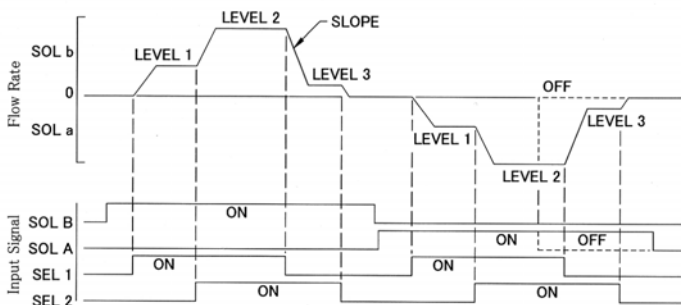 Flow Rate
SOL b
0
SOL a
LEVEL 1
LEVEL 2
SLOPE
LEVEL 3
OFF
LEVEL 1
LEVEL 2
LEVEL 3
Input Signal
SOL B
ON
SOL A
ON
OFF
SEL 1
ON
ON
SEL 2
ON
ON